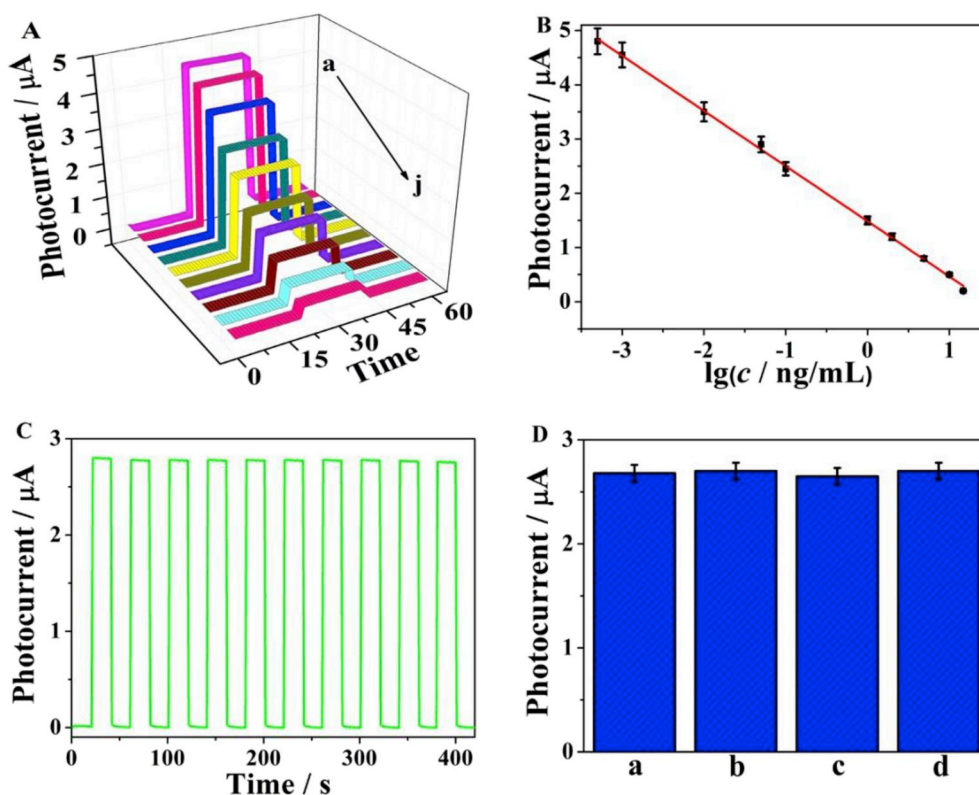 A
Photocurrent / μA
5
4
3
2
1
0
a
j
0
15
30
45
60
Time
B
Photocurrent / μA
5
4
3
2
1
0
-3
-2
-1
0
1
lg(c / ng/mL)
C
Photocurrent / μA
3
2
1
0
0
100
200
300
400
Time / s
D
Photocurrent / μA
3
2
1
0
a
b
c
d